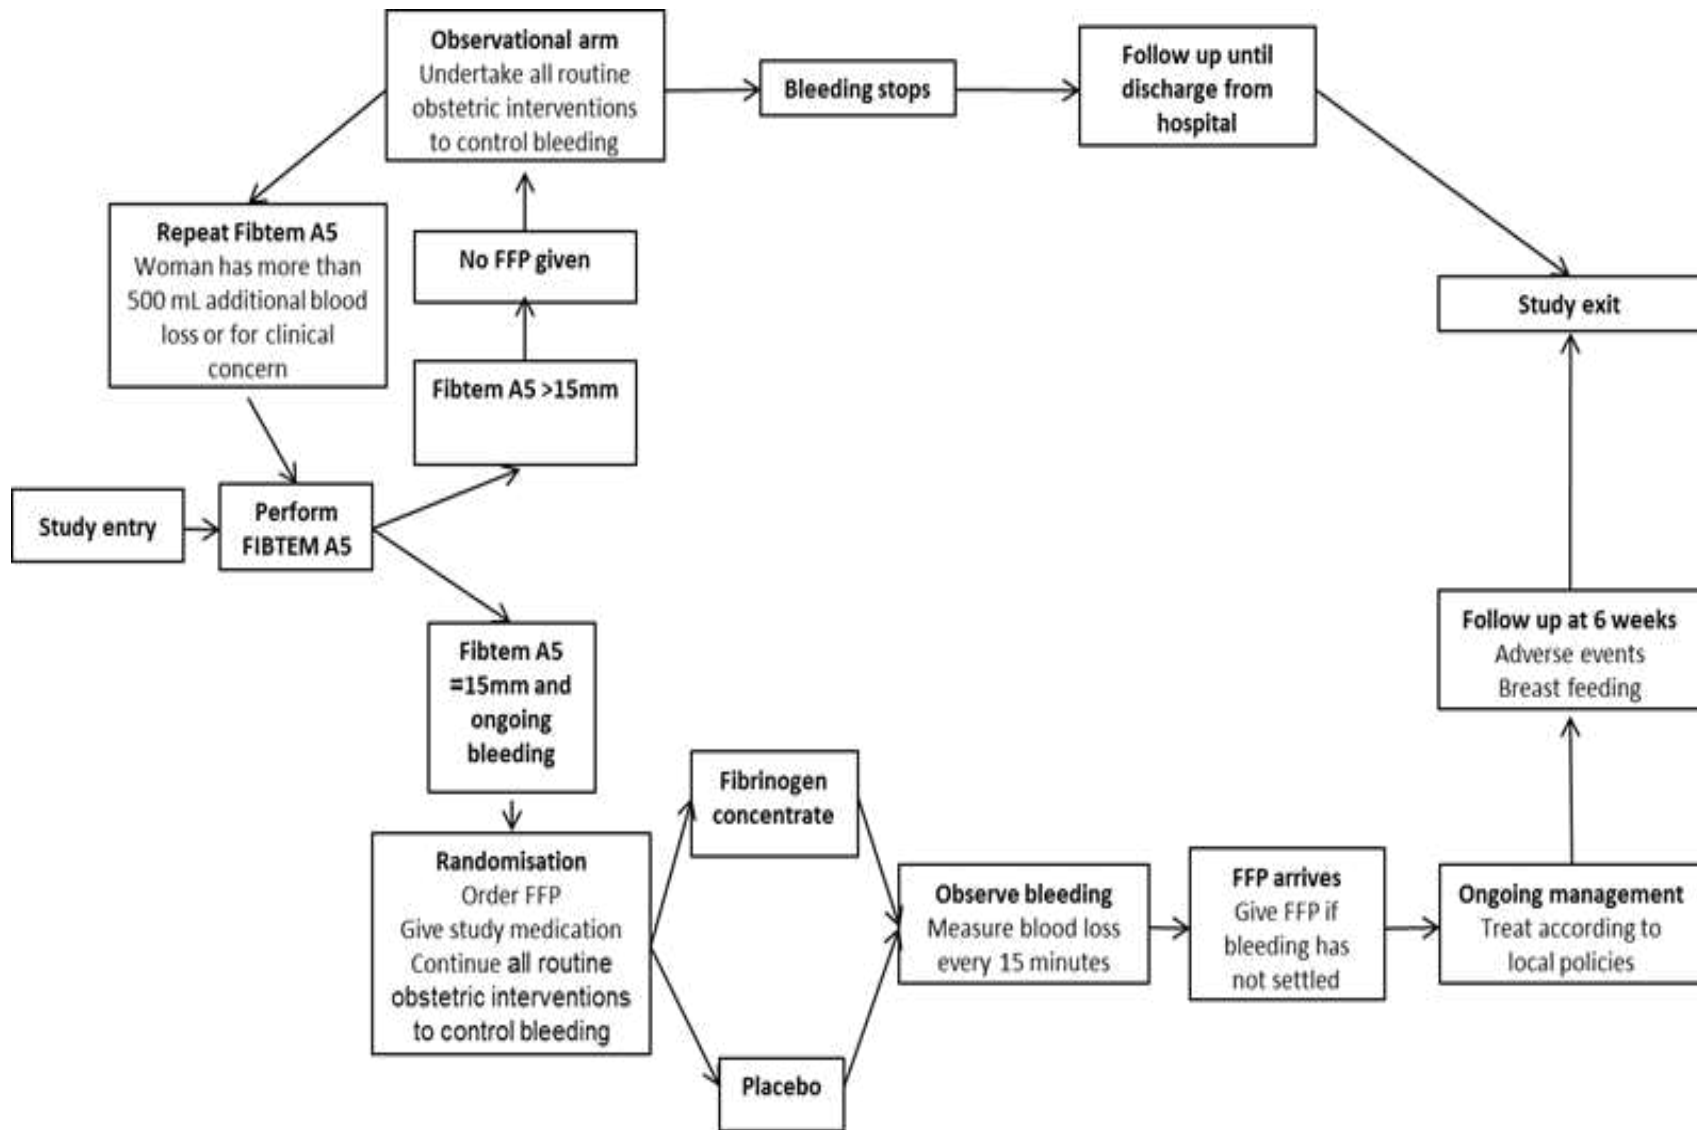 Observational arm
Undertake all routine
obstetric interventions
to control bleeding
Bleeding stops
Follow up until
discharge from
hospital
Repeat Fibtem A5
Woman has more than
500 mL additional blood
loss or for clinical
concern
No FFP given
Study exit
Fibtem A5 >15mm
Study entry
Perform
FIBTEM A5
Fibtem A5
=15mm and
ongoing
bleeding
Follow up at 6 weeks
Adverse events
Breast feeding
Fibrinogen
concentrate
Randomisation
Order FFP
Give study medication
Continue all routine
obstetric interventions
to control bleeding
Observe bleeding
Measure blood loss
every 15 minutes
FFP arrives
Give FFP if
bleeding has
not settled
Ongoing management
Treat according to
local policies
Placebo